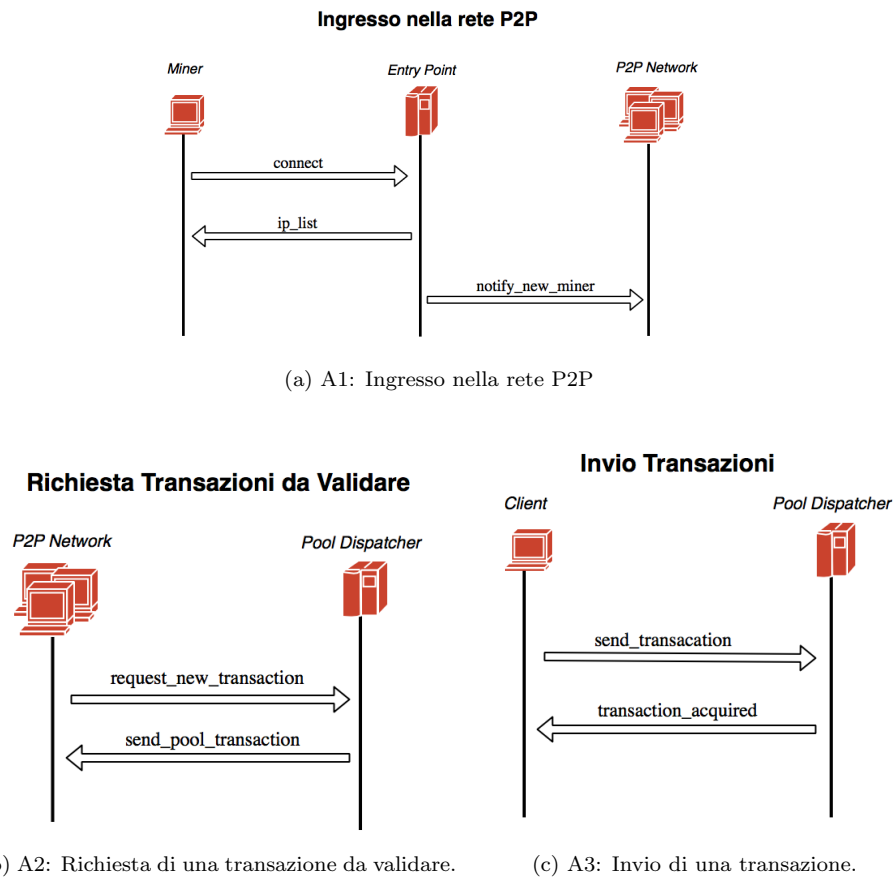 Ingresso nella rete P2P
Miner
Entry Point
P2P Network
connect
ip_list
notify_new_miner
(a) A1: Ingresso nella rete P2P
Richiesta Transazioni da Validare
P2P Network
Pool Dispatcher
request_new_transaction
send_pool_transaction
) A2: Richiesta di una transazione da validare.
Invio Transazioni
Client
Pool Dispatcher
send_transacation
transaction_acquired
(c) A3: Invio di una transazione.